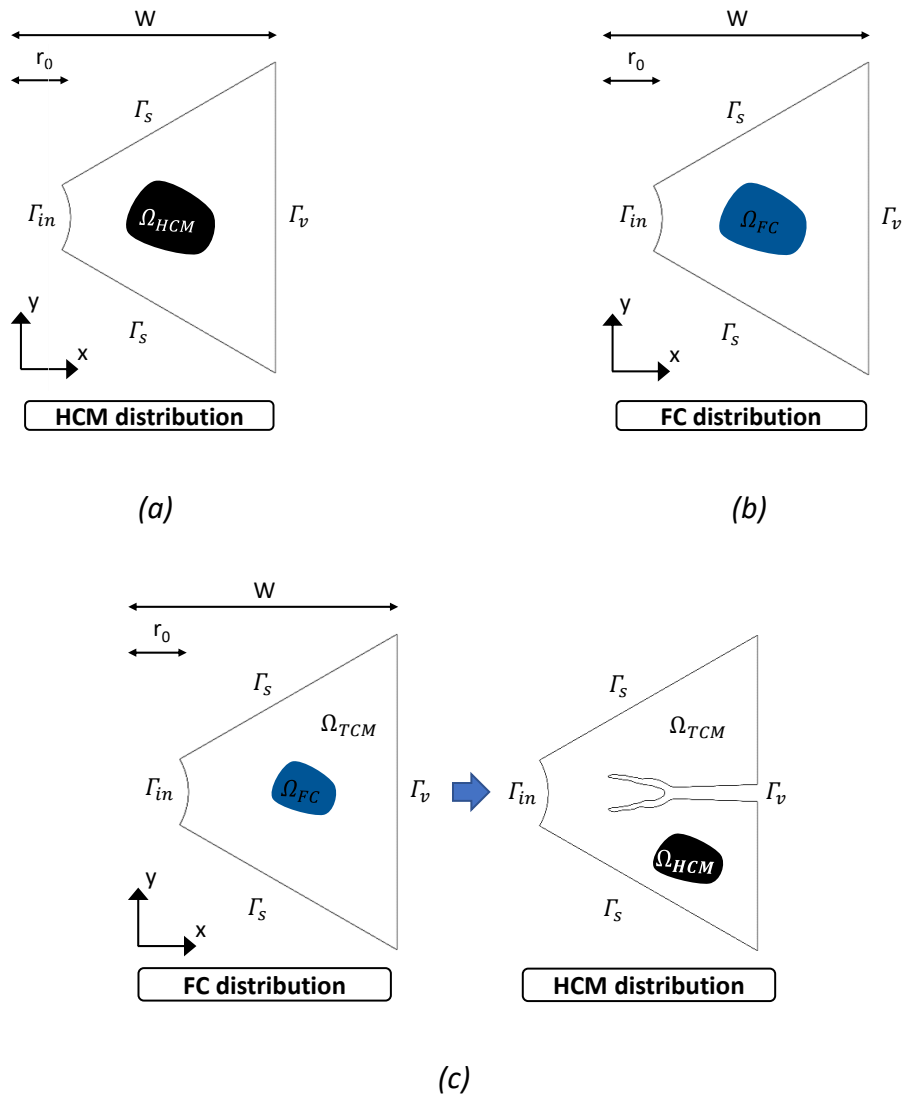 W
r₀
Γs
Γin
ΩHCM
Γv
y
x
Γs
HCM distribution
(a)
W
r₀
Γs
Γin
ΩFC
Γv
y
x
Γs
FC distribution
(b)
W
r₀
Γs
ΩTCM
Γin
ΩFC
Γv
y
x
Γs
FC distribution
Γs
ΩTCM
Γin
Γv
ΩHCM
Γs
HCM distribution
(c)